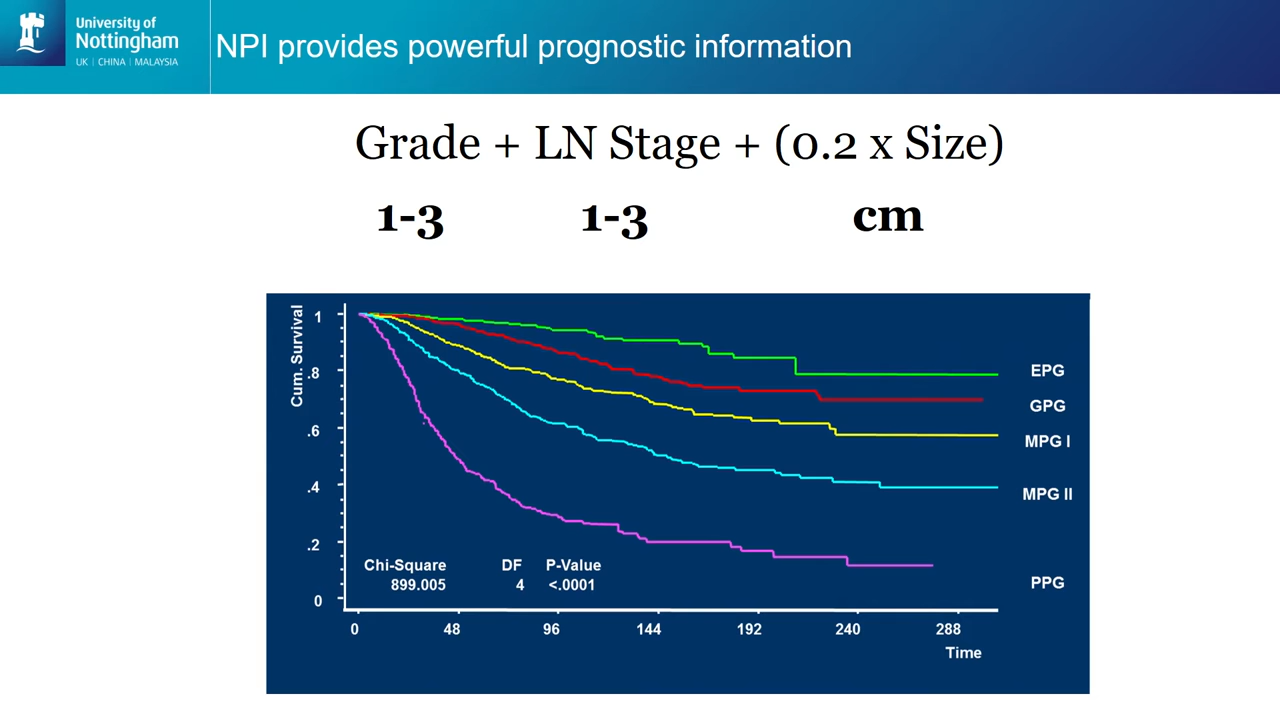 University of
Nottingham
UK | CHINA | MALAYSIA
NPI provides powerful prognostic information
Grade + LN Stage + (0.2 x Size)
1-3 1-3 cm
Cum. Survival
1
.8
.6
.4
.2
0
EPG
GPG
MPG I
MPG II
PPG
Chi-Square DF P-Value
899.005 4 <.0001
0 48 96 144 192 240 288
Time